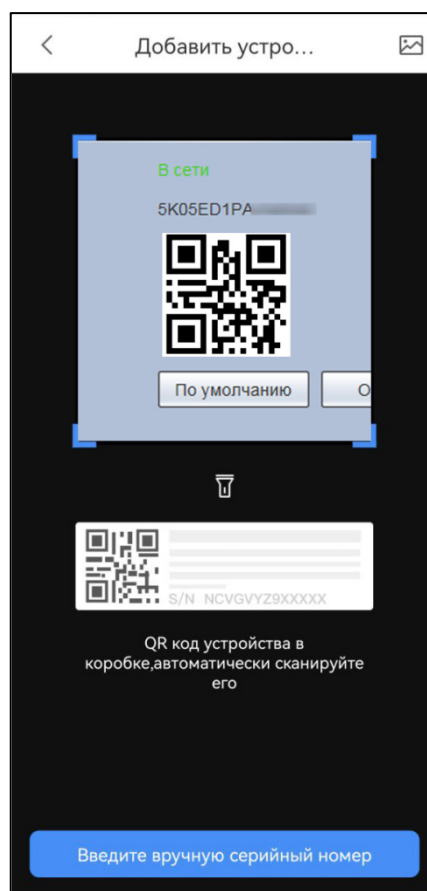 Добавить устро...
В сети
5K05ED1PA
По умолчанию
О
S/N NCVGVYZ9XXXXX
QR код устройства в
коробке,автоматически сканируйте
его
Введите вручную серийный номер